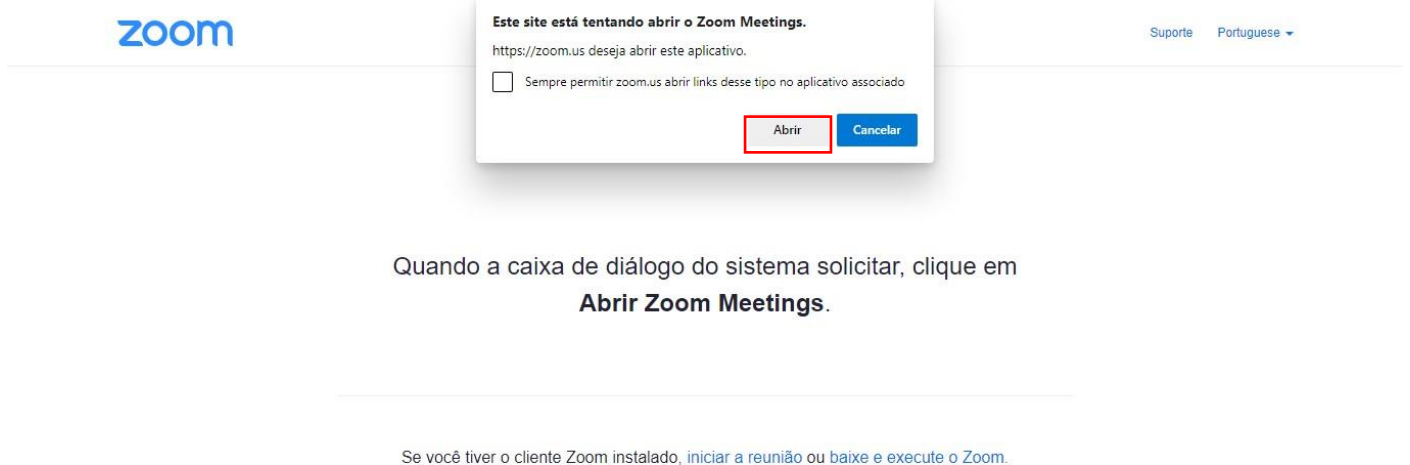 zoom
Este site está tentando abrir o Zoom Meetings.
https://zoom.us deseja abrir este aplicativo.
Sempre permitir zoom.us abrir links desse tipo no aplicativo associado
Abrir Cancelar
Suporte Portuguese
Quando a caixa de diálogo do sistema solicitar, clique em
Abrir Zoom Meetings.
Se você tiver o cliente Zoom instalado, iniciar a reunião ou baixe e execute o Zoom.